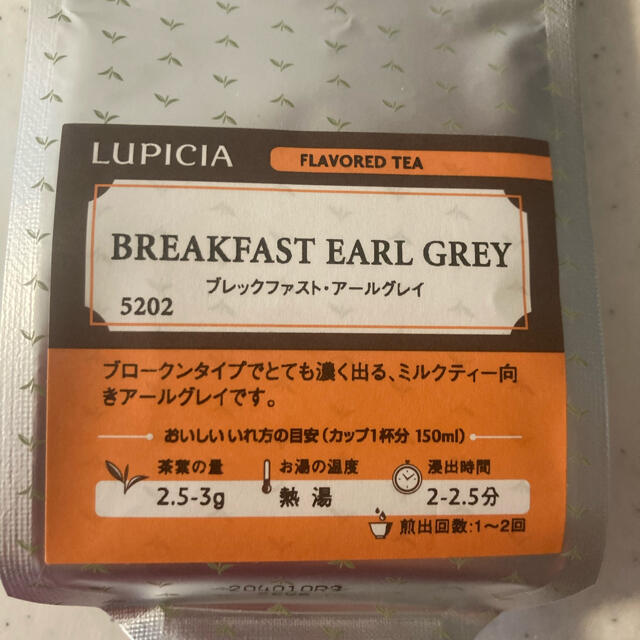 LUPICIA
FLAVORED TEA
BREAKFAST EARL GREY
ブレックファスト・アールグレイ
5202
ブロークンタイプでとても濃く出る、ミルクティー向
きアールグレイです。
おいしいいれ方の目安(カップ1杯分 150ml)
茶葉の量
2.5-3g
お湯の温度
熱湯
浸出時間
2-2.5分
煎出回数:1〜2回